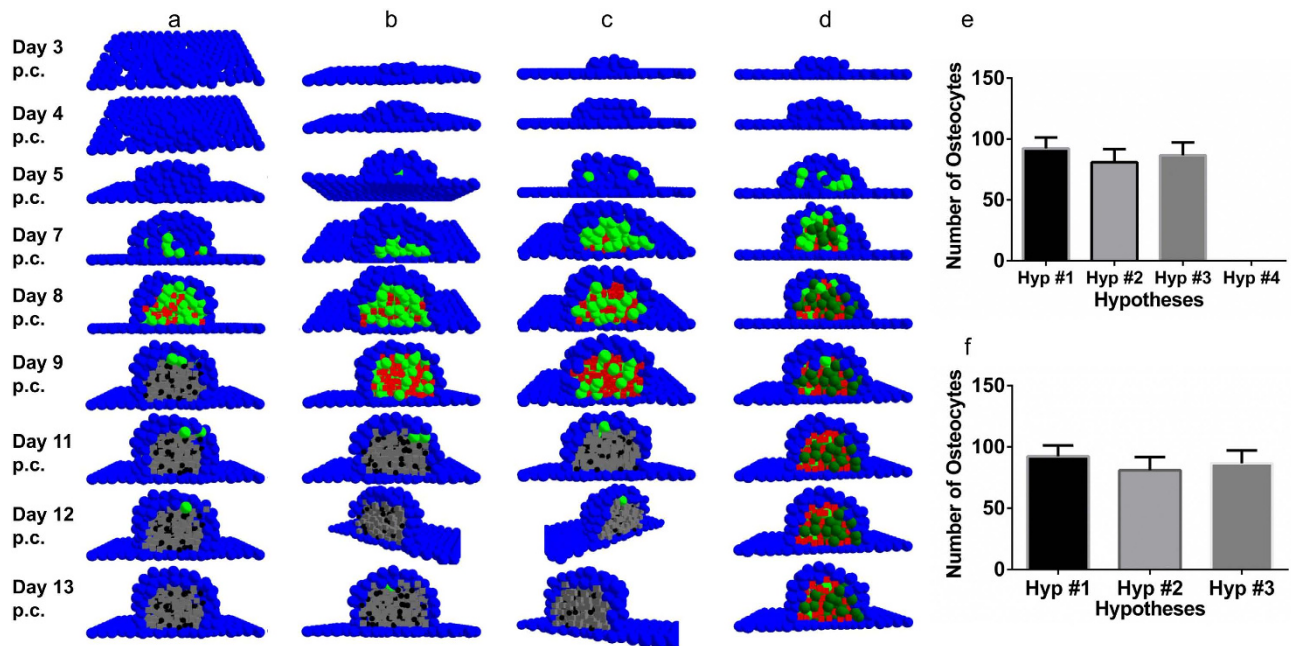 a b c d e
Day 3
p.c.
Day 4
p.c.
Day 5
p.c.
Day 7
p.c.
Day 8
p.c.
Day 9
p.c.
Day 11
p.c.
Day 12
p.c.
Day 13
p.c.
Number of Osteocytes
150
100
50
0
Hyp #1 Hyp #2 Hyp #3 Hyp #4
Hypotheses
f
Number of Osteocytes
150
100
50
0
Hyp #1 Hyp #2 Hyp #3
Hypotheses